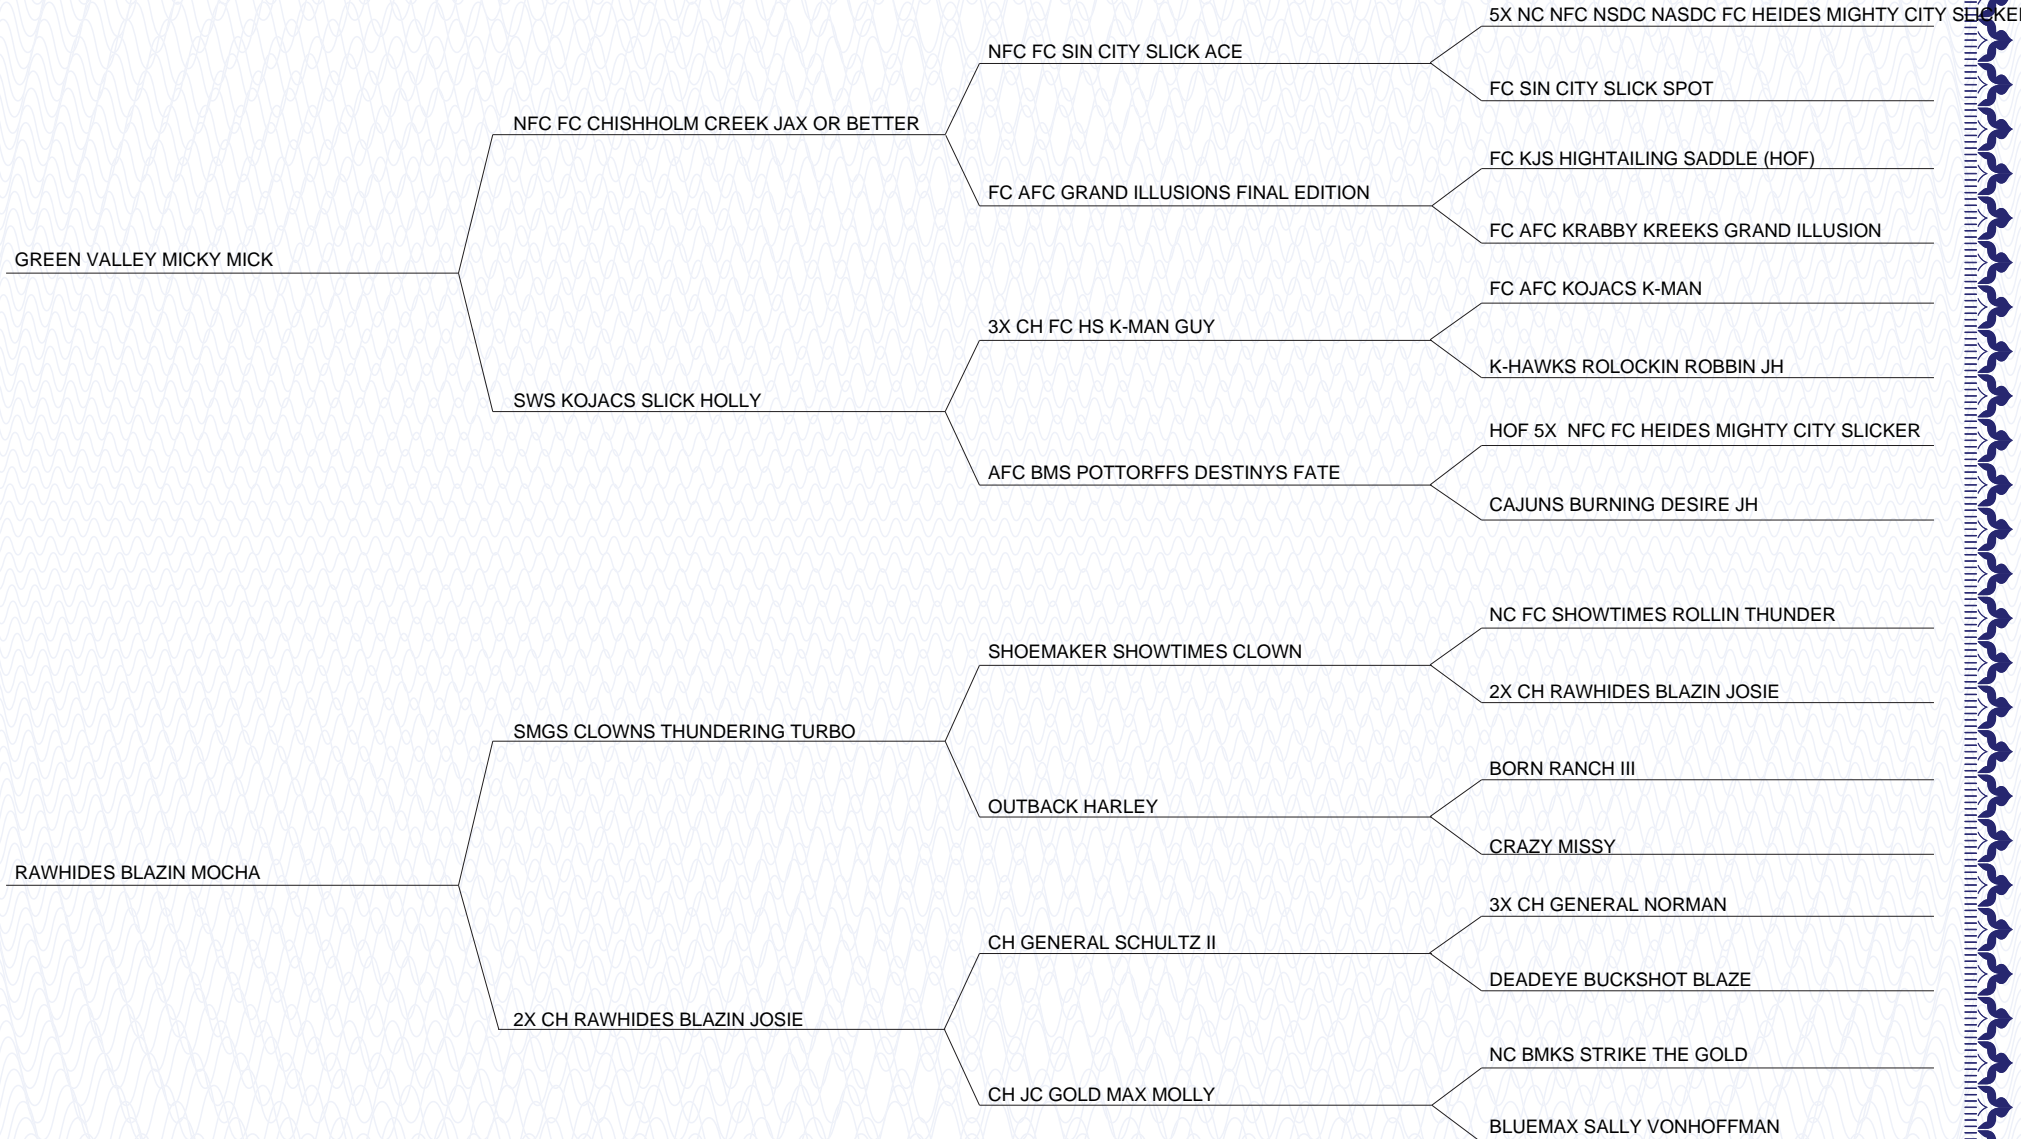 5X NC NFC NSDC NASDC FC HEIDES MIGHTY CITY SLICKER
NFC FC SIN CITY SLICK ACE
FC SIN CITY SLICK SPOT
NFC FC CHISHHOLM CREEK JAX OR BETTER
FC KJS HIGHTAILING SADDLE (HOF)
FC AFC GRAND ILLUSIONS FINAL EDITION
FC AFC KRABBY KREEKS GRAND ILLUSION
GREEN VALLEY MICKY MICK
FC AFC KOJACS K-MAN
3X CH FC HS K-MAN GUY
K-HAWKS ROLOCKIN ROBBIN JH
SWS KOJACS SLICK HOLLY
HOF 5X  NFC FC HEIDES MIGHTY CITY SLICKER
AFC BMS POTTORFFS DESTINYS FATE
CAJUNS BURNING DESIRE JH
NC FC SHOWTIMES ROLLIN THUNDER
SHOEMAKER SHOWTIMES CLOWN
2X CH RAWHIDES BLAZIN JOSIE
SMGS CLOWNS THUNDERING TURBO
BORN RANCH III
OUTBACK HARLEY
CRAZY MISSY
RAWHIDES BLAZIN MOCHA
3X CH GENERAL NORMAN
CH GENERAL SCHULTZ II
DEADEYE BUCKSHOT BLAZE
2X CH RAWHIDES BLAZIN JOSIE
NC BMKS STRIKE THE GOLD
CH JC GOLD MAX MOLLY
BLUEMAX SALLY VONHOFFMAN